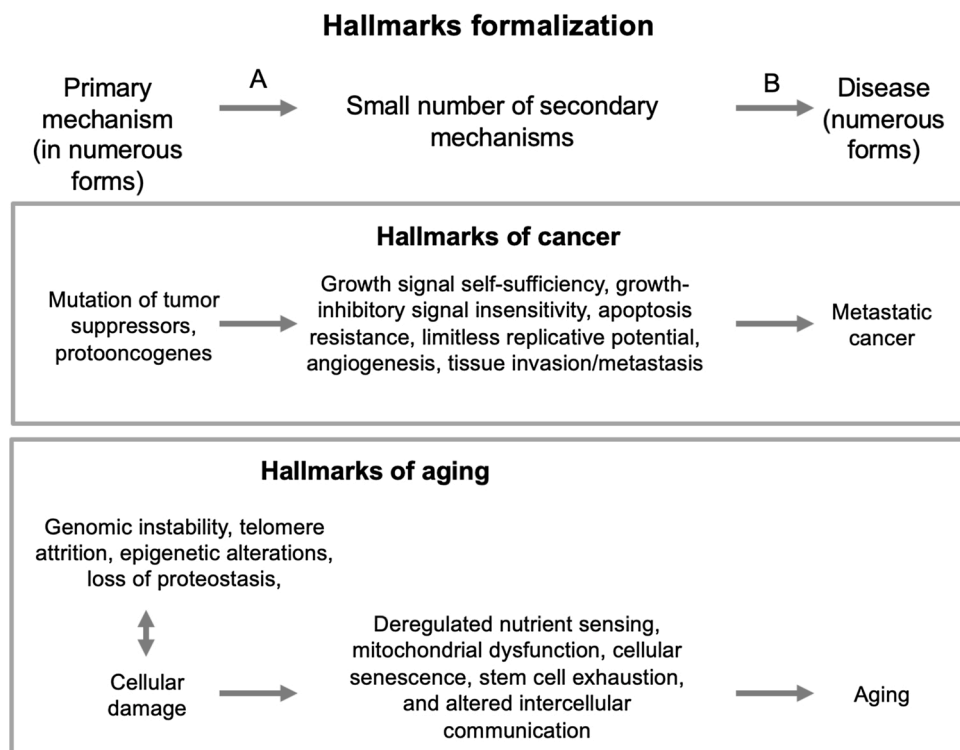 Hallmarks formalization
Primary
mechanism
(in numerous
forms)
A
Small number of secondary
mechanisms
B
Disease
(numerous
forms)
Hallmarks of cancer
Mutation of tumor
suppressors,
protooncogenes
Growth signal self-sufficiency, growth-
inhibitory signal insensitivity, apoptosis
resistance, limitless replicative potential,
angiogenesis, tissue invasion/metastasis
Metastatic
cancer
Hallmarks of aging
Genomic instability, telomere
attrition, epigenetic alterations,
loss of proteostasis,
Cellular
damage
Deregulated nutrient sensing,
mitochondrial dysfunction, cellular
senescence, stem cell exhaustion,
and altered intercellular
communication
Aging